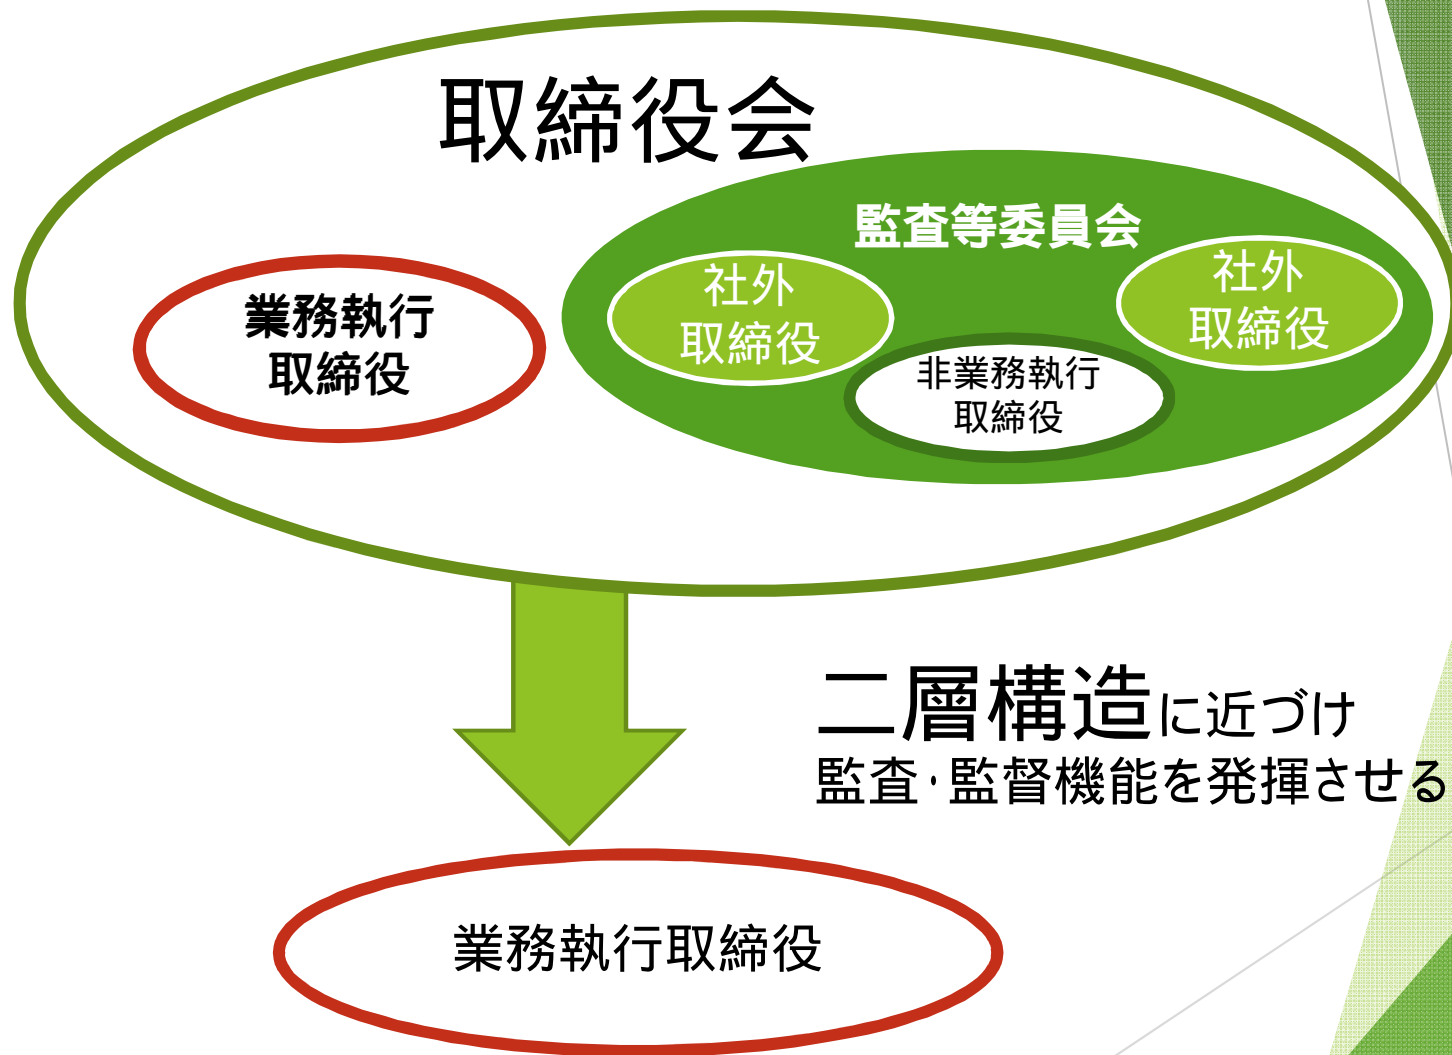 取締役会
監査等委員会
業務執行
取締役
社外
取締役
非業務執行
取締役
社外
取締役
二層構造に近づけ
監査・監督機能を発揮させる
業務執行取締役